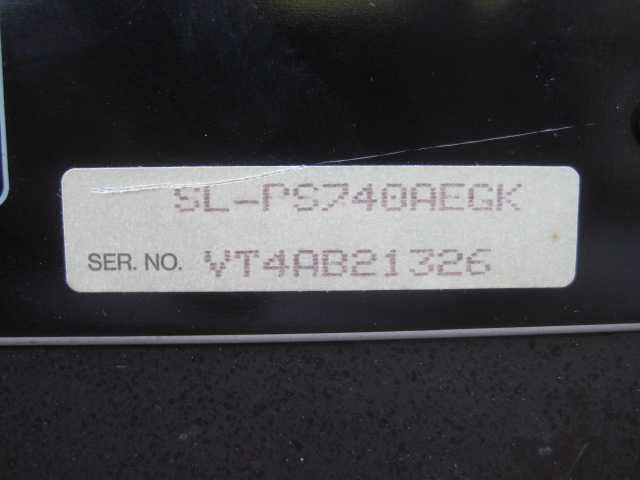 SL-PS740AEGK
SER. NO. VT4AB21326